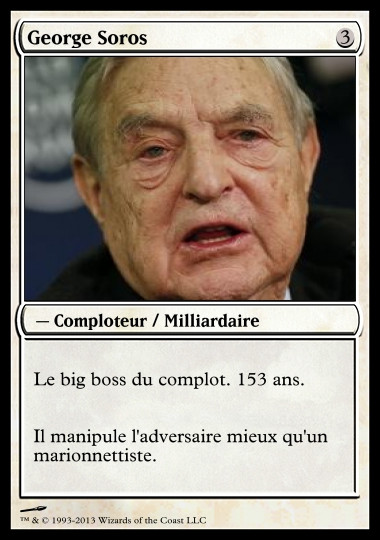 George Soros 3
— Comploteur / Milliardaire
Le big boss du complot. 153 ans.
Il manipule l'adversaire mieux qu'un
marionnettiste.
™ & © 1993-2013 Wizards of the Coast LLC